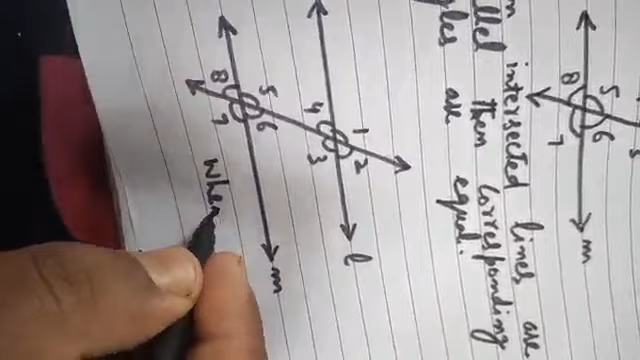 m intersected lines are
llel then corresponding
gles are equal.
5
8
6
7
m
1
4
2
3
l
5
8
6
7
m
when